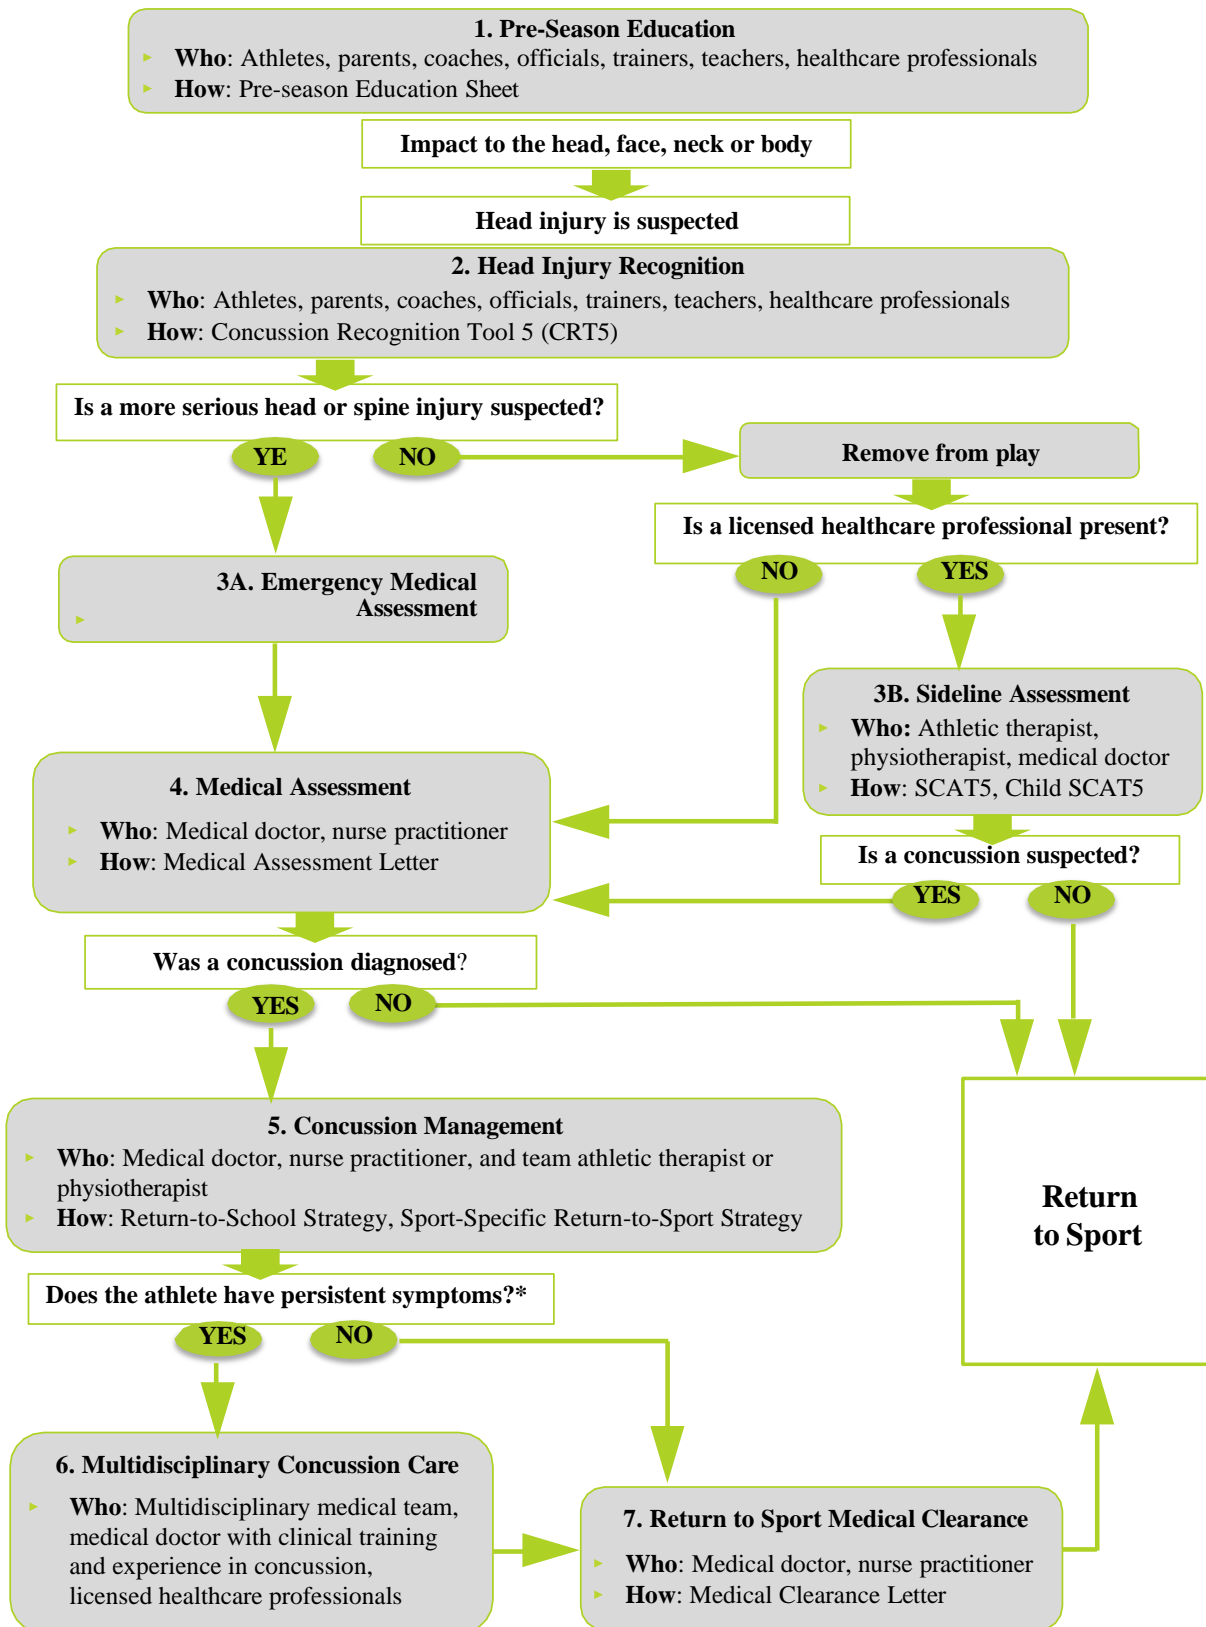 1. Pre-Season Education
▸ Who: Athletes, parents, coaches, officials, trainers, teachers, healthcare professionals
▸ How: Pre-season Education Sheet
Impact to the head, face, neck or body
Head injury is suspected
2. Head Injury Recognition
▸ Who: Athletes, parents, coaches, officials, trainers, teachers, healthcare professionals
▸ How: Concussion Recognition Tool 5 (CRT5)
Is a more serious head or spine injury suspected?
YE
NO
Remove from play
Is a licensed healthcare professional present?
NO
YES
3A. Emergency Medical
Assessment
▸
3B. Sideline Assessment
▸ Who: Athletic therapist,
physiotherapist, medical doctor
▸ How: SCAT5, Child SCAT5
4. Medical Assessment
▸ Who: Medical doctor, nurse practitioner
▸ How: Medical Assessment Letter
Is a concussion suspected?
YES
NO
Was a concussion diagnosed?
YES
NO
5. Concussion Management
▸ Who: Medical doctor, nurse practitioner, and team athletic therapist or
physiotherapist
▸ How: Return-to-School Strategy, Sport-Specific Return-to-Sport Strategy
Return
to Sport
Does the athlete have persistent symptoms?*
YES
NO
6. Multidisciplinary Concussion Care
▸ Who: Multidisciplinary medical team,
medical doctor with clinical training
and experience in concussion,
licensed healthcare professionals
7. Return to Sport Medical Clearance
▸ Who: Medical doctor, nurse practitioner
▸ How: Medical Clearance Letter